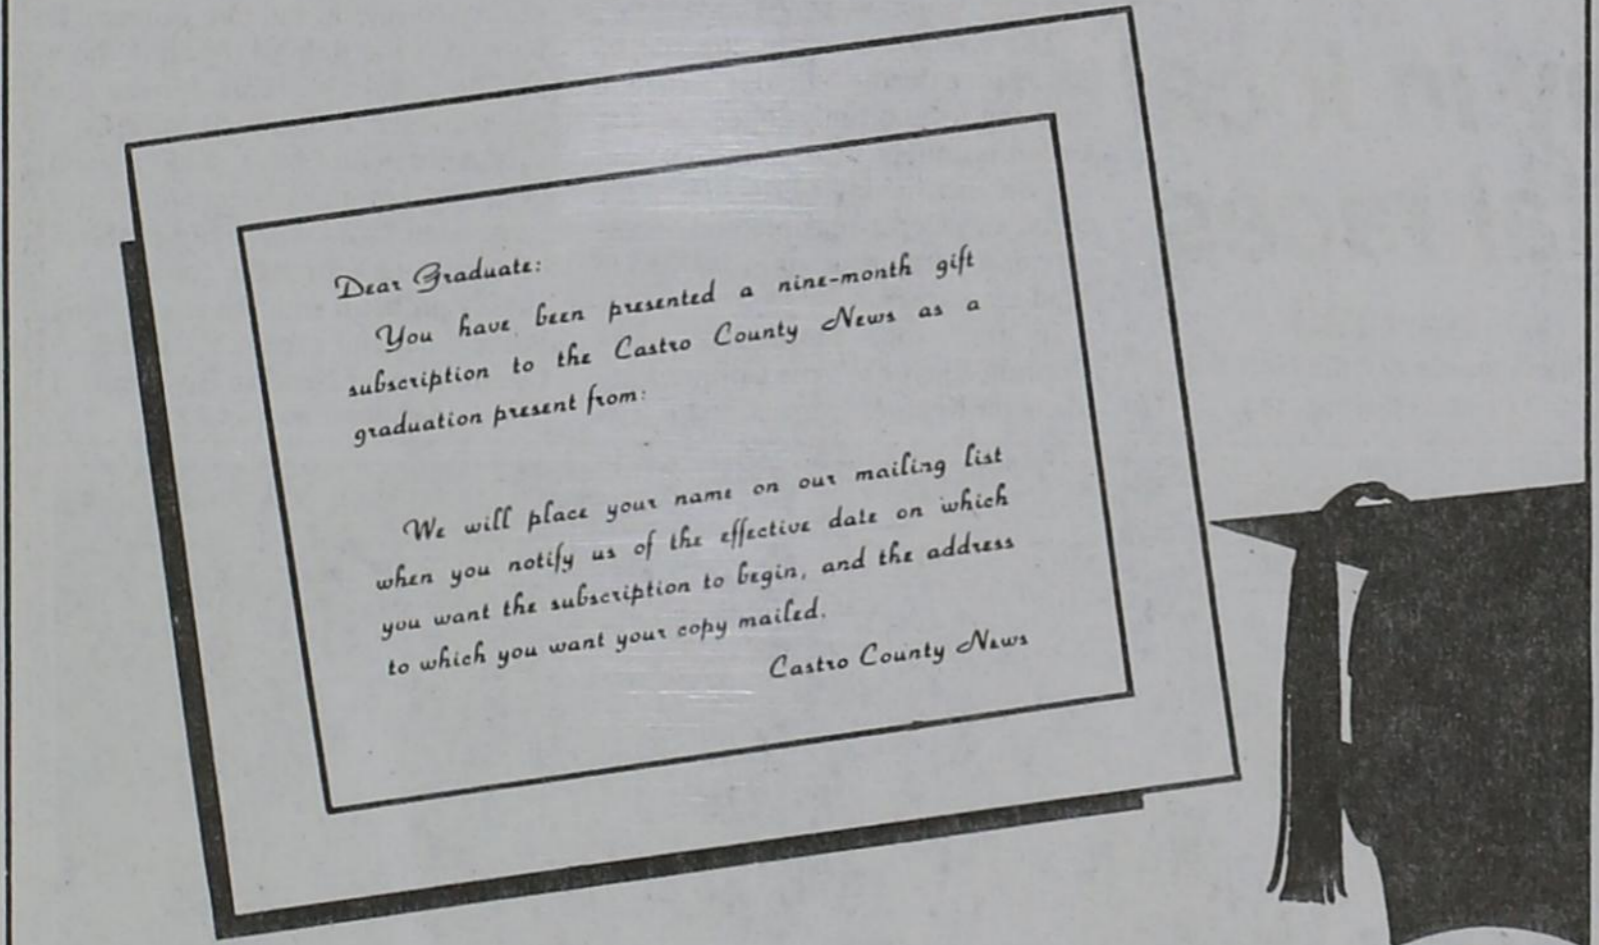 Dear Graduate:
You have been presented a nine-month gift
subscription to the Castro County News as a
graduation present from:
We will place your name on our mailing list
when you notify us of the effective date on which
you want the subscription to begin, and the address
to which you want your copy mailed.
Castro County News